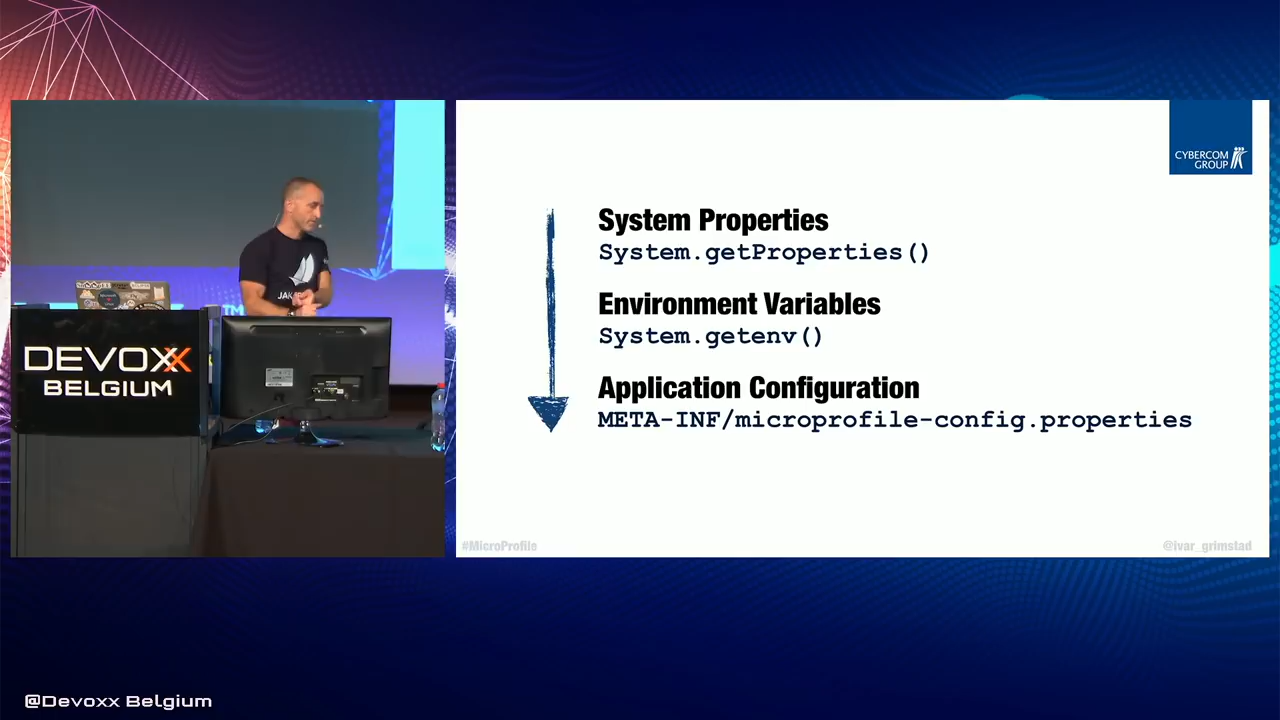 CYBERCOM
GROUP
System Properties
System.getProperties()
Environment Variables
System.getenv()
Application Configuration
META-INF/microprofile-config.properties
#MicroProfile
@ivar_grimstad
DEVOXX
BELGIUM
@Devoxx Belgium